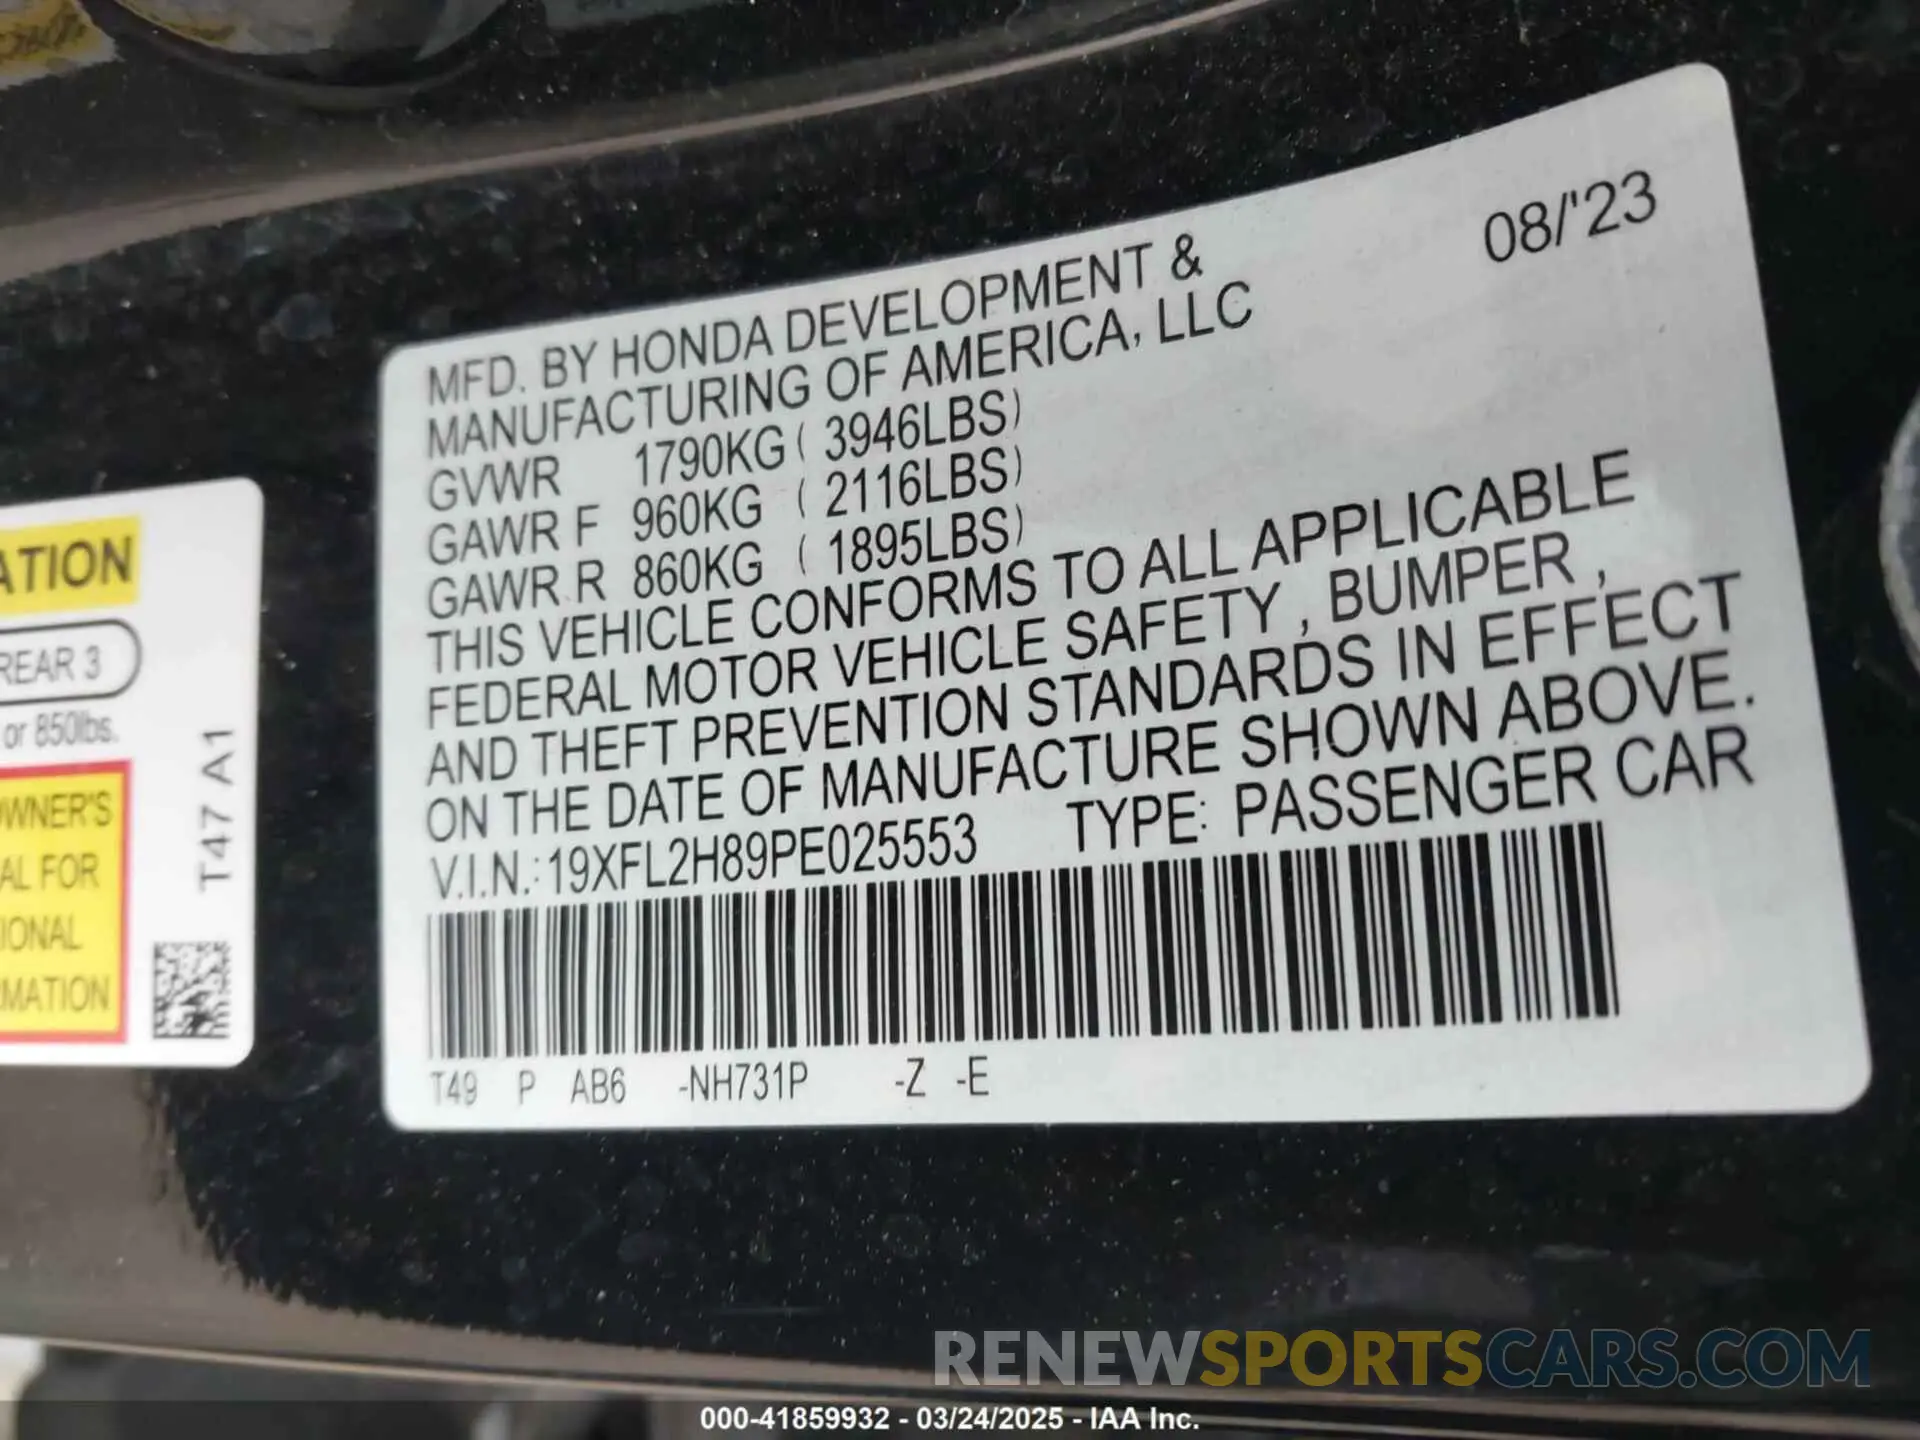 08/'23
MFD. BY HONDA DEVELOPMENT &
MANUFACTURING OF AMERICA, LLC
GVWR 1790KG ( 3946LBS)
GAWR F 960KG ( 2116LBS)
GAWR R 860KG ( 1895LBS)
THIS VEHICLE CONFORMS TO ALL APPLICABLE
FEDERAL MOTOR VEHICLE SAFETY , BUMPER ,
AND THEFT PREVENTION STANDARDS IN EFFECT
ON THE DATE OF MANUFACTURE SHOWN ABOVE.
V.I.N.: 19XFL2H89PE025553 TYPE: PASSENGER CAR
T49 P AB6 -NH731P -Z -E
ATION
REAR 3
or 850lbs.
OWNER'S
AL FOR
IONAL
MATION
T47 A1
RENEWSPORTSCARS.COM
000-41859932 - 03/24/2025 - IAA Inc.